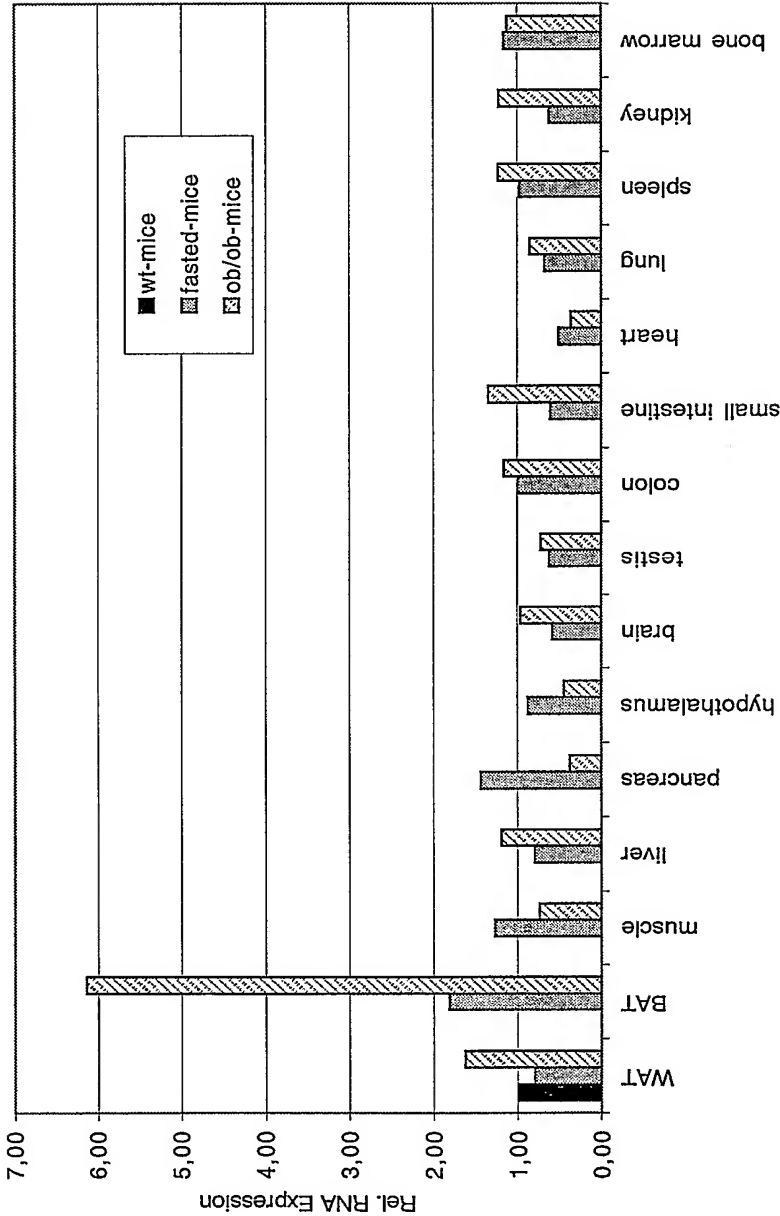 Rel. RNA Expression
7,00
6,00
5,00
4,00
3,00
2,00
1,00
0,00
wt-mice
fasted-mice
ob/ob-mice
WAT
BAT
muscle
liver
pancreas
hypothalamus
brain
testis
colon
small intestine
heart
lung
spleen
kidney
bone marrow